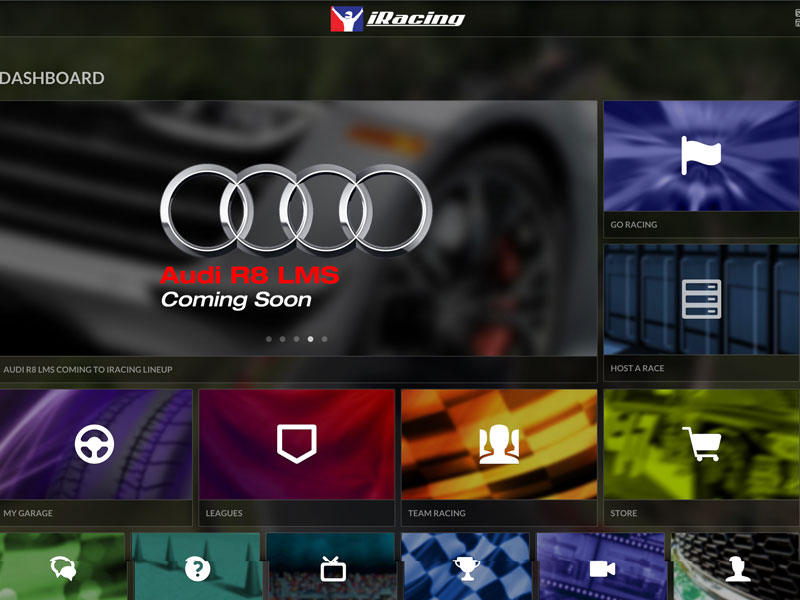 iRacing
DASHBOARD
Audi R8 LMS
Coming Soon
AUDI R8 LMS COMING TO IRACING LINEUP
GO RACING
HOST A RACE
MY GARAGE
LEAGUES
TEAM RACING
STORE
?